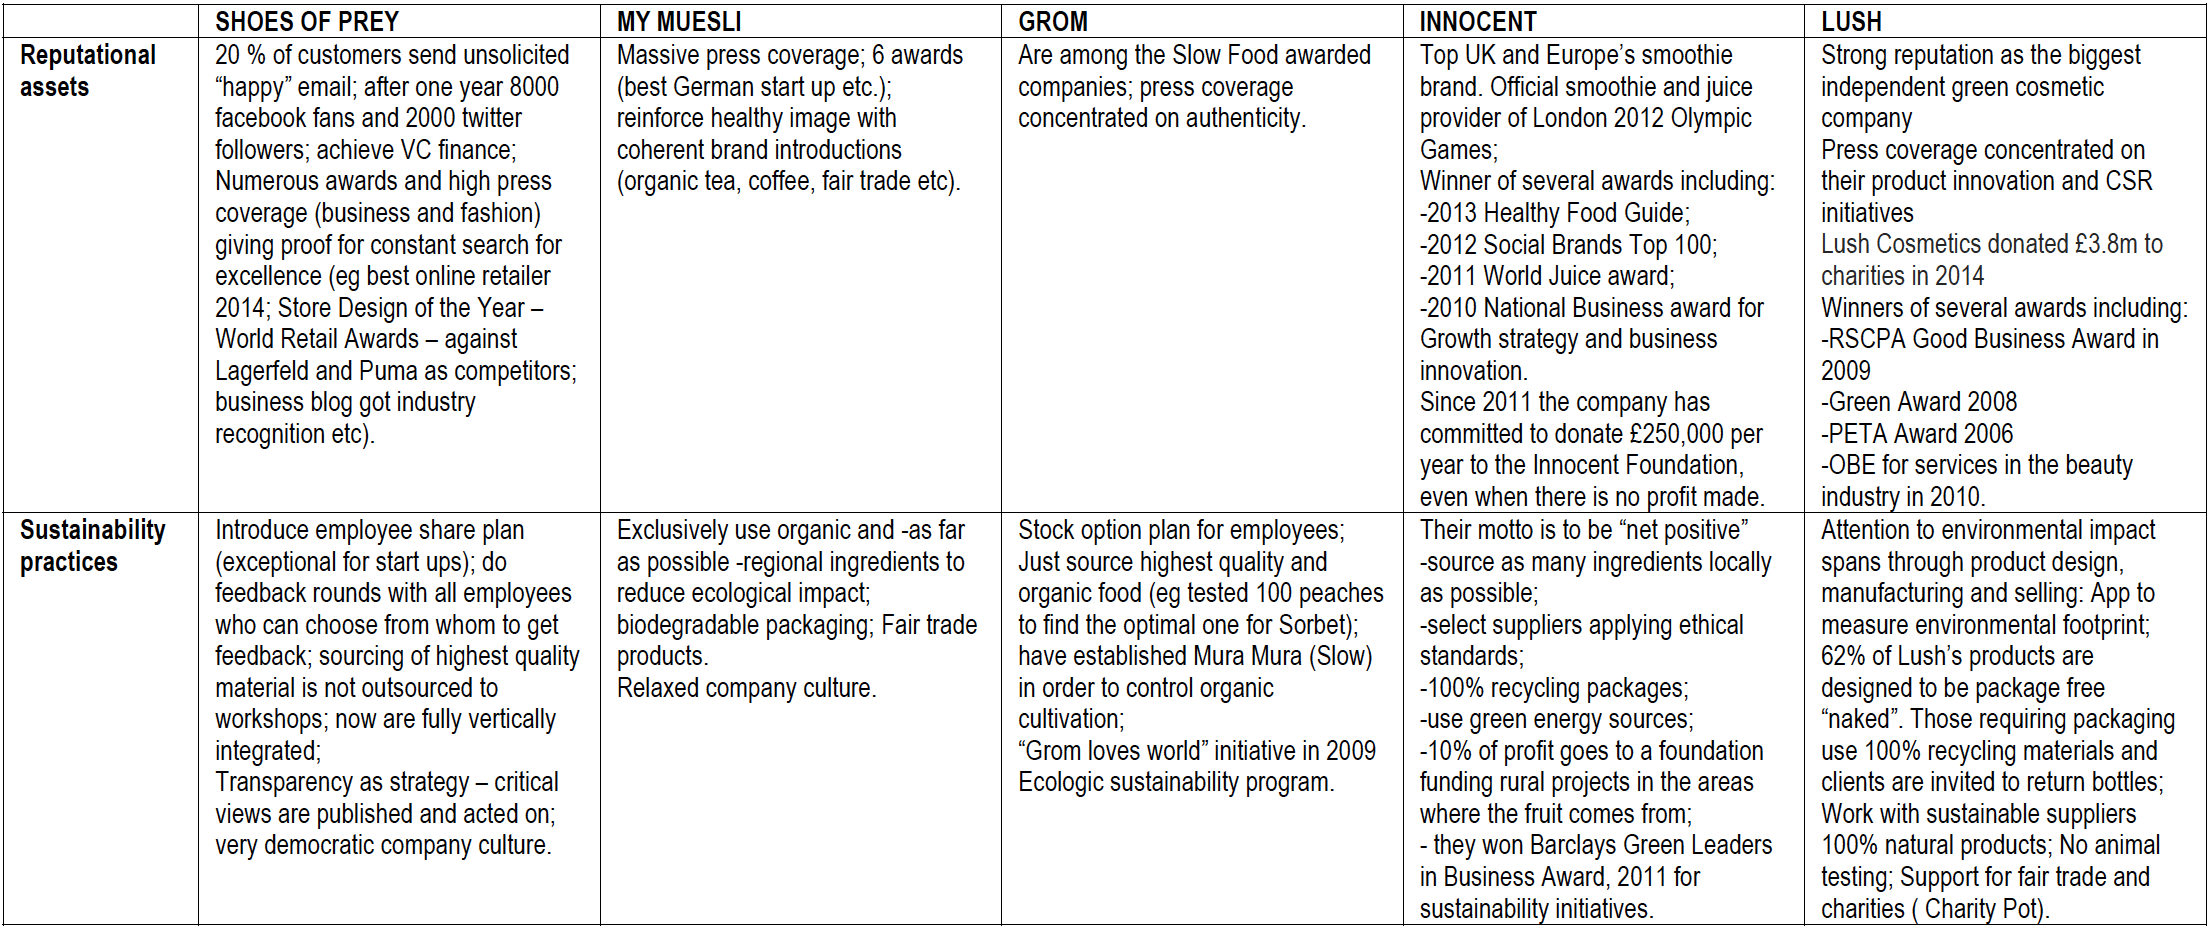 SHOES OF PREY
MY MUESLI
GROM
INNOCENT
LUSH
Reputational
assets
20 % of customers send unsolicited
“happy” email; after one year 8000
facebook fans and 2000 twitter
followers; achieve VC finance;
Numerous awards and high press
coverage (business and fashion)
giving proof for constant search for
excellence (eg best online retailer
2014; Store Design of the Year –
World Retail Awards – against
Lagerfeld and Puma as competitors;
business blog got industry
recognition etc).
Massive press coverage; 6 awards
(best German start up etc.);
reinforce healthy image with
coherent brand introductions
(organic tea, coffee, fair trade etc).
Are among the Slow Food awarded
companies; press coverage
concentrated on authenticity.
Top UK and Europe’s smoothie
brand. Official smoothie and juice
provider of London 2012 Olympic
Games;
Winner of several awards including:
-2013 Healthy Food Guide;
-2012 Social Brands Top 100;
-2011 World Juice award;
-2010 National Business award for
Growth strategy and business
innovation.
Since 2011 the company has
committed to donate £250,000 per
year to the Innocent Foundation,
even when there is no profit made.
Strong reputation as the biggest
independent green cosmetic
company
Press coverage concentrated on
their product innovation and CSR
initiatives
Lush Cosmetics donated £3.8m to
charities in 2014
Winners of several awards including:
-RSCPA Good Business Award in
2009
-Green Award 2008
-PETA Award 2006
-OBE for services in the beauty
industry in 2010.
Sustainability
practices
Introduce employee share plan
(exceptional for start ups); do
feedback rounds with all employees
who can choose from whom to get
feedback; sourcing of highest quality
material is not outsourced to
workshops; now are fully vertically
integrated;
Transparency as strategy – critical
views are published and acted on;
very democratic company culture.
Exclusively use organic and -as far
as possible -regional ingredients to
reduce ecological impact;
biodegradable packaging; Fair trade
products.
Relaxed company culture.
Stock option plan for employees;
Just source highest quality and
organic food (eg tested 100 peaches
to find the optimal one for Sorbet);
have established Mura Mura (Slow)
in order to control organic
cultivation;
“Grom loves world” initiative in 2009
Ecologic sustainability program.
Their motto is to be “net positive”
-source as many ingredients locally
as possible;
-select suppliers applying ethical
standards;
-100% recycling packages;
-use green energy sources;
-10% of profit goes to a foundation
funding rural projects in the areas
where the fruit comes from;
- they won Barclays Green Leaders
in Business Award, 2011 for
sustainability initiatives.
Attention to environmental impact
spans through product design,
manufacturing and selling: App to
measure environmental footprint;
62% of Lush’s products are
designed to be package free
“naked”. Those requiring packaging
use 100% recycling materials and
clients are invited to return bottles;
Work with sustainable suppliers
100% natural products; No animal
testing; Support for fair trade and
charities ( Charity Pot).